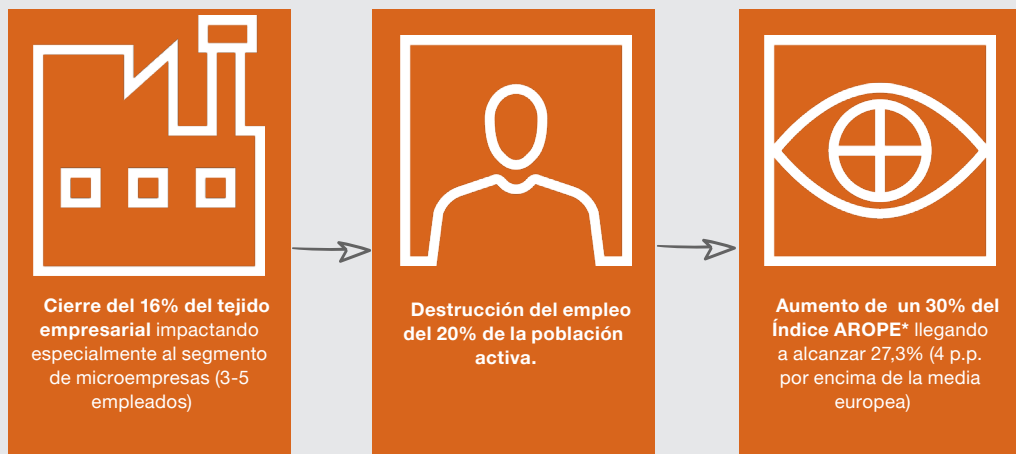 Cierre del 16% del tejido
empresarial impactando
especialmente al segmento
de microempresas (3-5
empleados)
Destrucción del empleo
del 20% de la población
activa.
Aumento de un 30% del
Índice AROPE* llegando
a alcanzar 27,3% (4 p.p.
por encima de la media
europea)